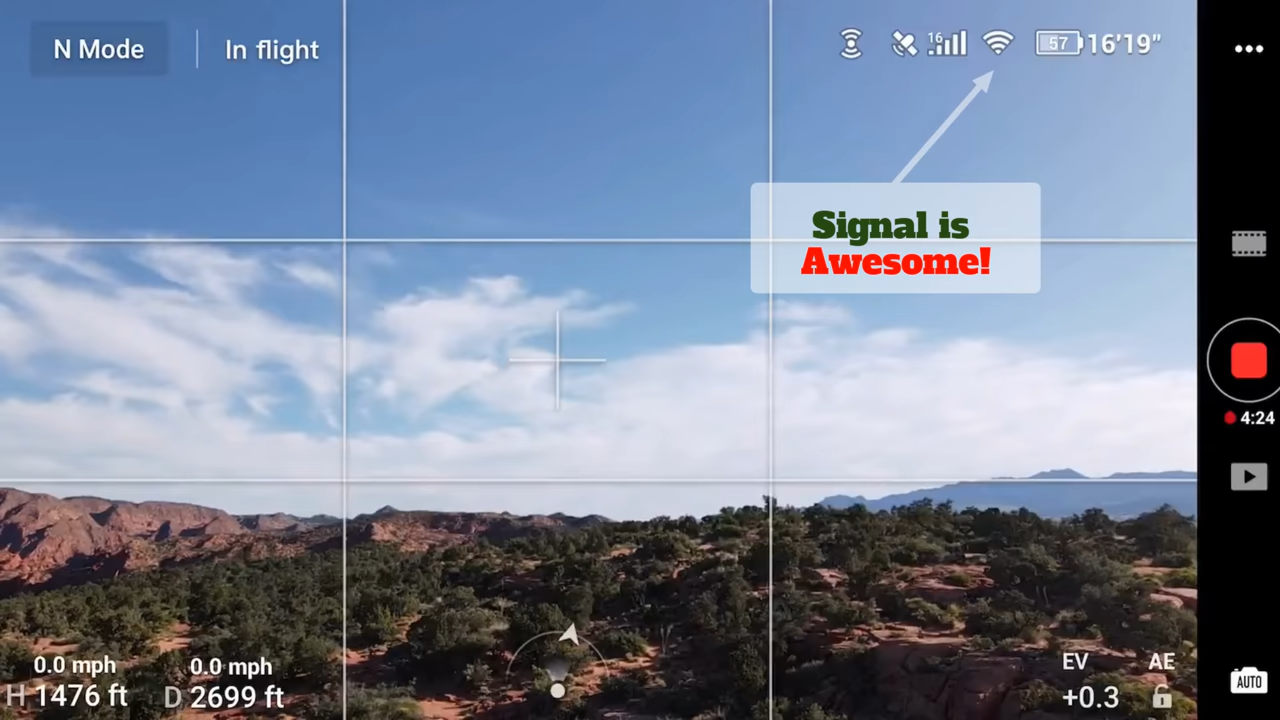 N Mode
In flight
16
57
16'19"
Signal is
Awesome!
4:24
0.0 mph
0.0 mph
H 1476 ft
D 2699 ft
EV
AE
+0.3
AUTO